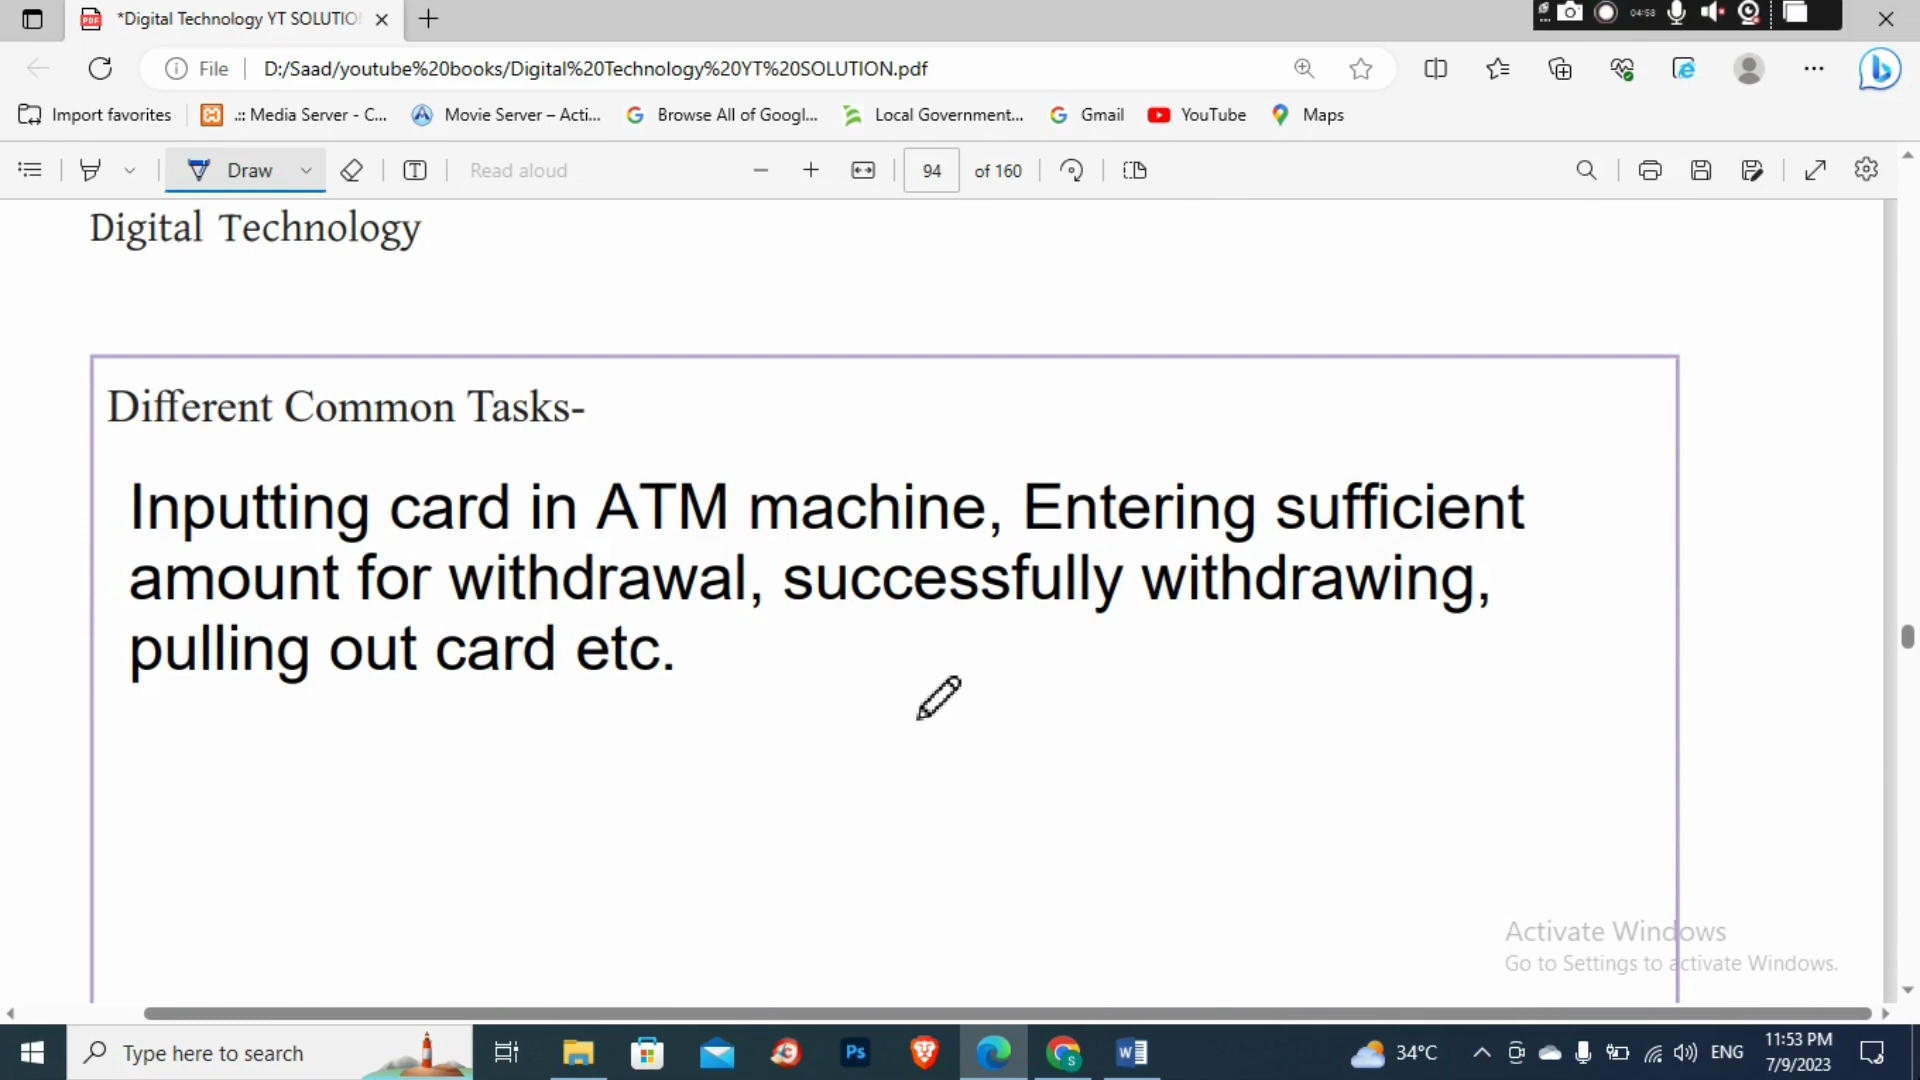 *Digital Technology YT SOLUTIO
04:58
File
D:/Saad/youtube%20books/Digital%20Technology%20YT%20SOLUTION.pdf
Import favorites
.:: Media Server - C...
Movie Server – Acti...
Browse All of Googl...
Local Government...
Gmail
YouTube
Maps
Draw
Read aloud
94
of 160
Digital Technology
Different Common Tasks-
Inputting card in ATM machine, Entering sufficient
amount for withdrawal, successfully withdrawing,
pulling out card etc.
Activate Windows
Go to Settings to activate Windows.
Type here to search
Ps
34°C
ENG
11:53 PM
7/9/2023